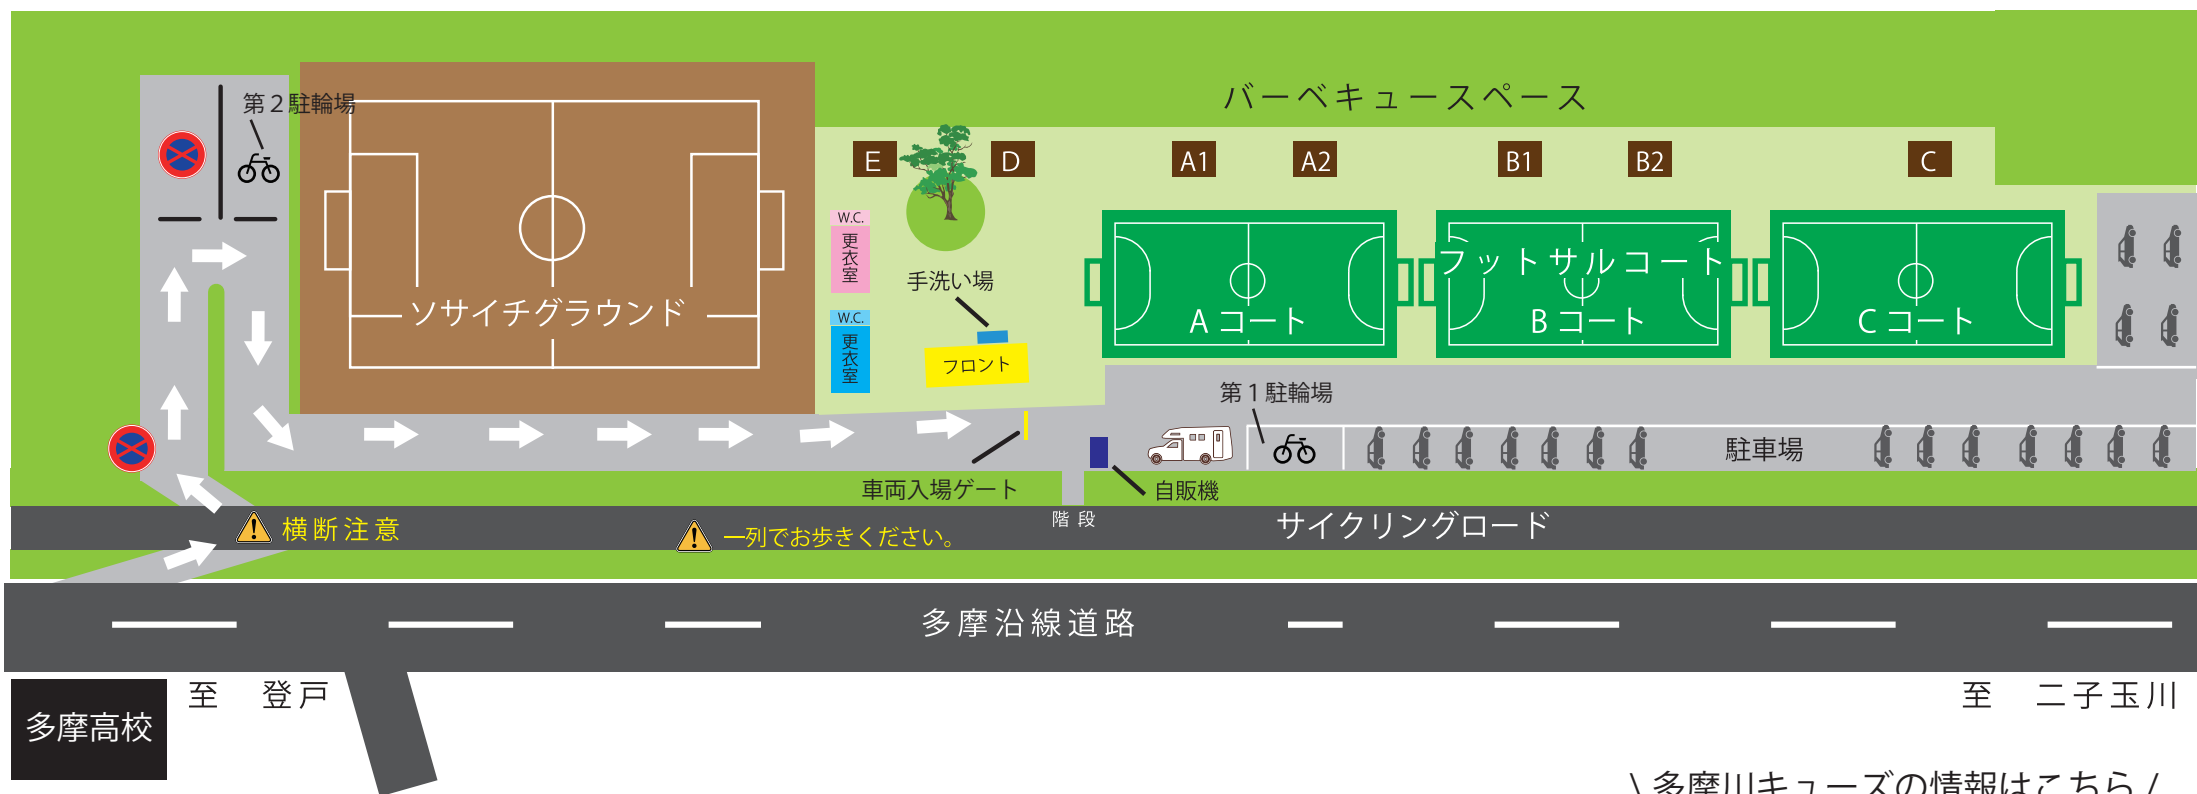 バーベキュースペース
第2駐輪場
E
D
A1
A2
B1
B2
C
W.C.
更衣室
手洗い場
フットサルコート
ソサイチグラウンド
W.C.
更衣室
フロント
A コート
B コート
C コート
第1駐輪場
駐車場
車両入場ゲート
自販機
階段
横断注意
一列でお歩きください。
サイクリングロード
多摩沿線道路
至 登戸
至 二子玉川
多摩高校
\ 多摩川キューズの情報はこちら /